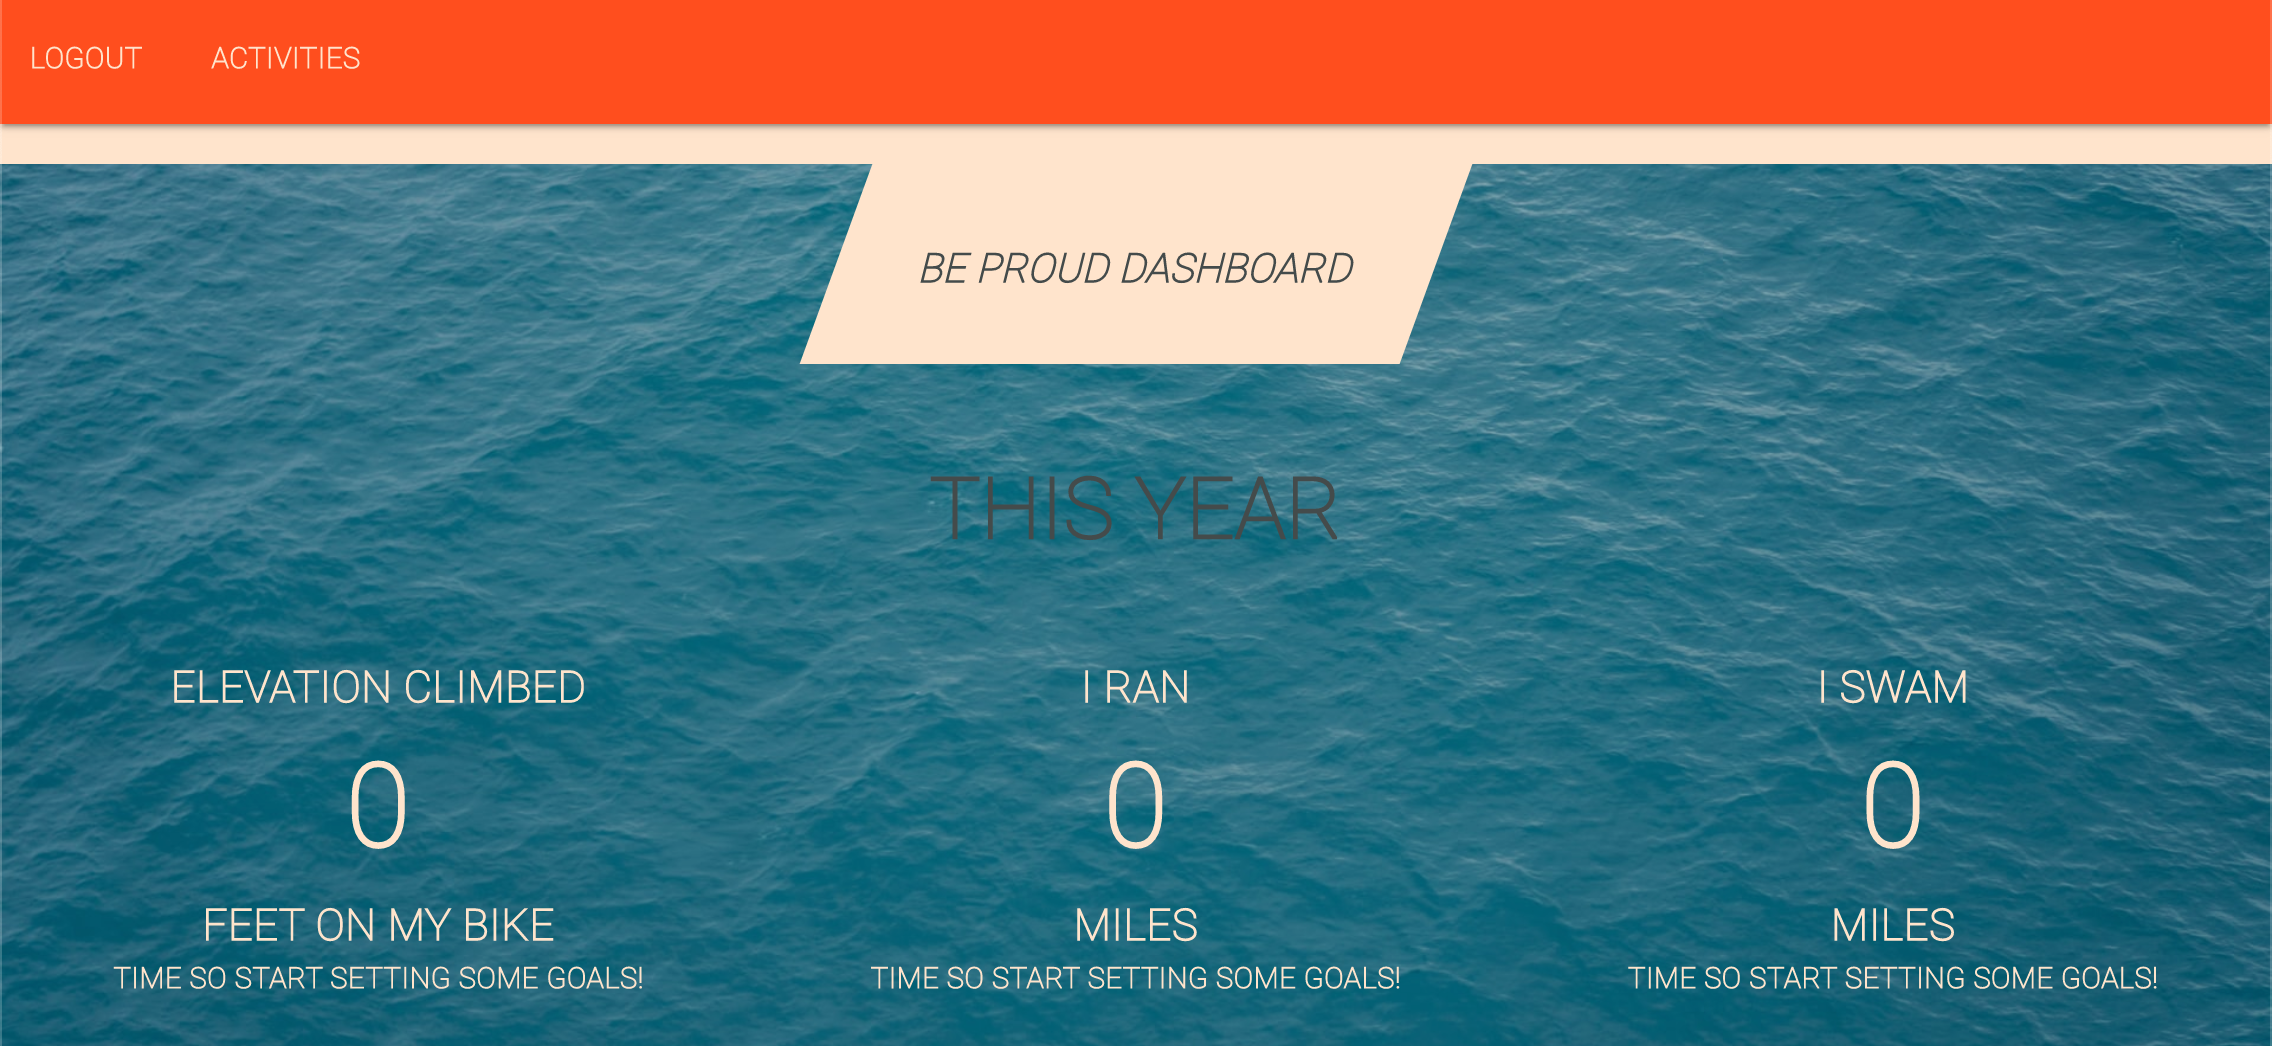 LOGOUT ACTIVITIES
BE PROUD DASHBOARD
THIS YEAR
ELEVATION CLIMBED
0
FEET ON MY BIKE
TIME SO START SETTING SOME GOALS!
I RAN
0
MILES
TIME SO START SETTING SOME GOALS!
I SWAM
0
MILES
TIME SO START SETTING SOME GOALS!